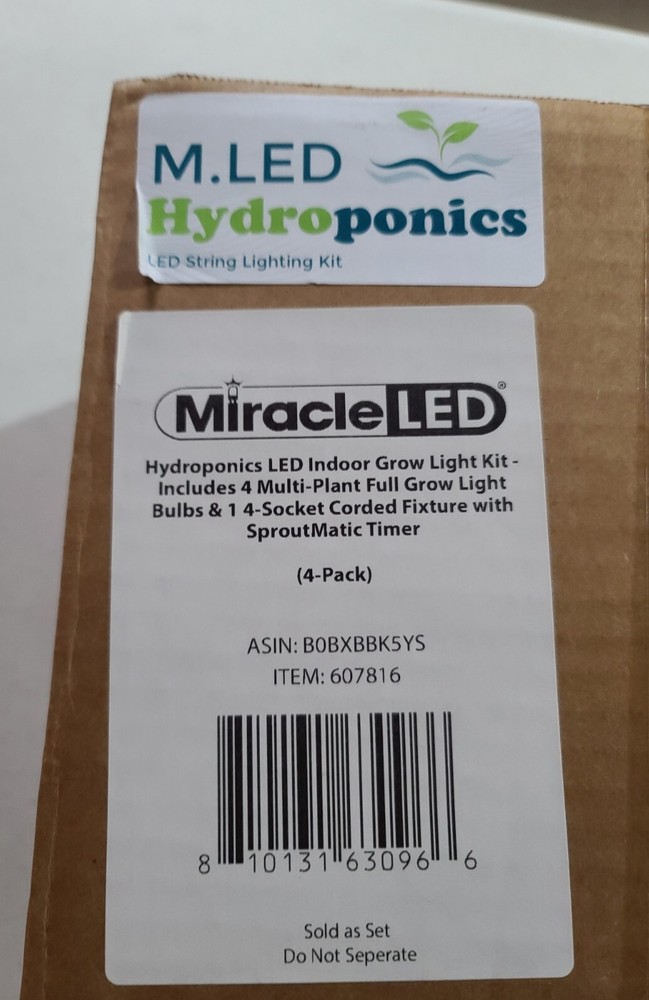 M.LED
Hydroponics
LED String Lighting Kit
MiracleLED®
Hydroponics LED Indoor Grow Light Kit -
Includes 4 Multi-Plant Full Grow Light
Bulbs & 1 4-Socket Corded Fixture with
SproutMatic Timer
(4-Pack)
ASIN: B0BXBBK5YS
ITEM: 607816
8 10131 63096 6
Sold as Set
Do Not Seperate